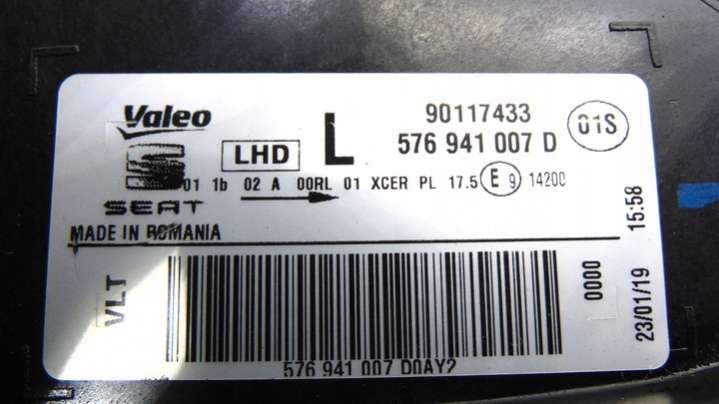 Valeo
90117433
01S
LHD L 576 941 007 D
01 1b 02 A 00RL 01 XCER PL 17.5 E 9 14200
SEAT
MADE IN ROMANIA
VLT
0000
23/01/19 15:58
576 941 007 D0AY2